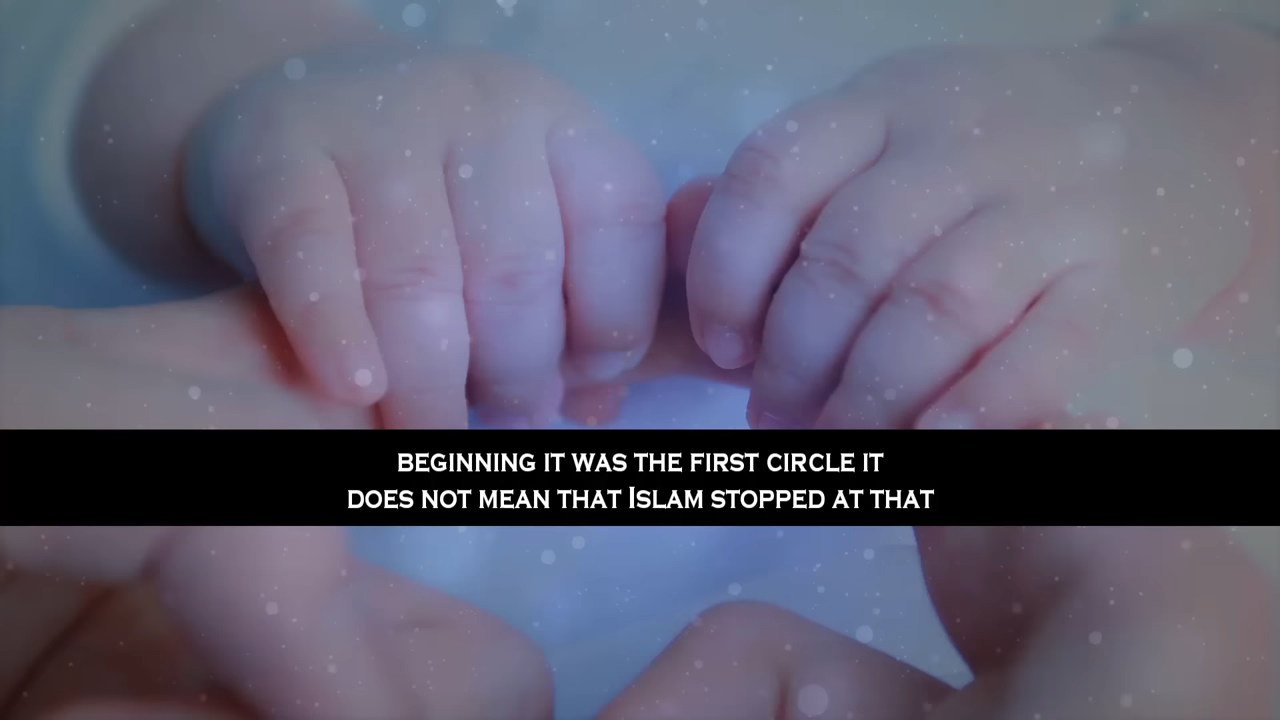 BEGINNING IT WAS THE FIRST CIRCLE IT
DOES NOT MEAN THAT ISLAM STOPPED AT THAT